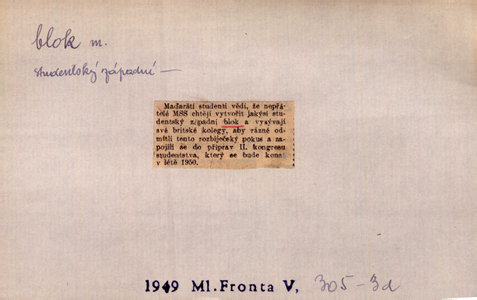 blok m.
studentský západní —
Maďarští studenti vědí, že nepřá-
telé MSS chtějí vytvořit jakýsi stu-
dentský západní blok a vyzývají
své britské kolegy, aby rázně od-
mítli tento rozbíječský pokus a za-
pojili se do příprav II. kongresu
studentstva, který se bude konat
v létě 1950.
1949 Ml. Fronta V, 305-3d